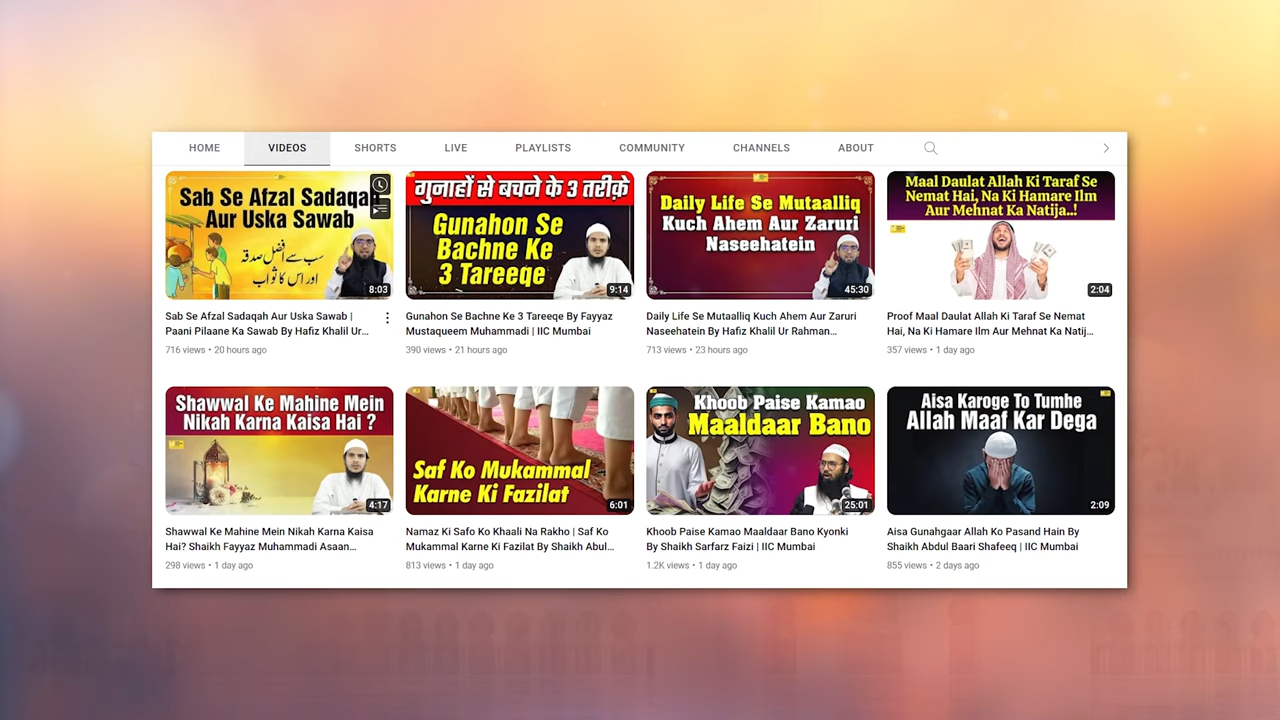 HOME VIDEOS SHORTS LIVE PLAYLISTS COMMUNITY CHANNELS ABOUT
Sab Se Afzal Sadaqah
Aur Uska Sawab
سب سے افضل صدقہ
اور اس کا ثواب
8:03
Sab Se Afzal Sadaqah Aur Uska Sawab |
Paani Pilaane Ka Sawab By Hafiz Khalil Ur...
716 views • 20 hours ago
गुनाहों से बचने के 3 तरीक़े
Gunahon Se
Bachne Ke
3 Tareeqe
9:14
Gunahon Se Bachne Ke 3 Tareeqe By Fayyaz
Mustaqueem Muhammadi | IIC Mumbai
390 views • 21 hours ago
Daily Life Se Mutaalliq
Kuch Ahem Aur Zaruri
Naseehatein
45:30
Daily Life Se Mutaalliq Kuch Ahem Aur Zaruri
Naseehatein By Hafiz Khalil Ur Rahman...
713 views • 23 hours ago
Maal Daulat Allah Ki Taraf Se
Nemat Hai, Na Ki Hamare Ilm
Aur Mehnat Ka Natija..!
2:04
Proof Maal Daulat Allah Ki Taraf Se Nemat
Hai, Na Ki Hamare Ilm Aur Mehnat Ka Natij...
357 views • 1 day ago
Shawwal Ke Mahine Mein
Nikah Karna Kaisa Hai ?
4:17
Shawwal Ke Mahine Mein Nikah Karna Kaisa
Hai? Shaikh Fayyaz Muhammadi Asaan...
298 views • 1 day ago
Saf Ko Mukammal
Karne Ki Fazilat
6:01
Namaz Ki Safo Ko Khaali Na Rakho | Saf Ko
Mukammal Karne Ki Fazilat By Shaikh Abul...
813 views • 1 day ago
Khoob Paise Kamao
Maaldaar Bano
25:01
Khoob Paise Kamao Maaldaar Bano Kyonki
By Shaikh Sarfarz Faizi | IIC Mumbai
1.2K views • 1 day ago
Aisa Karoge To Tumhe
Allah Maaf Kar Dega
2:09
Aisa Gunahgaar Allah Ko Pasand Hain By
Shaikh Abdul Baari Shafeeq | IIC Mumbai
855 views • 2 days ago